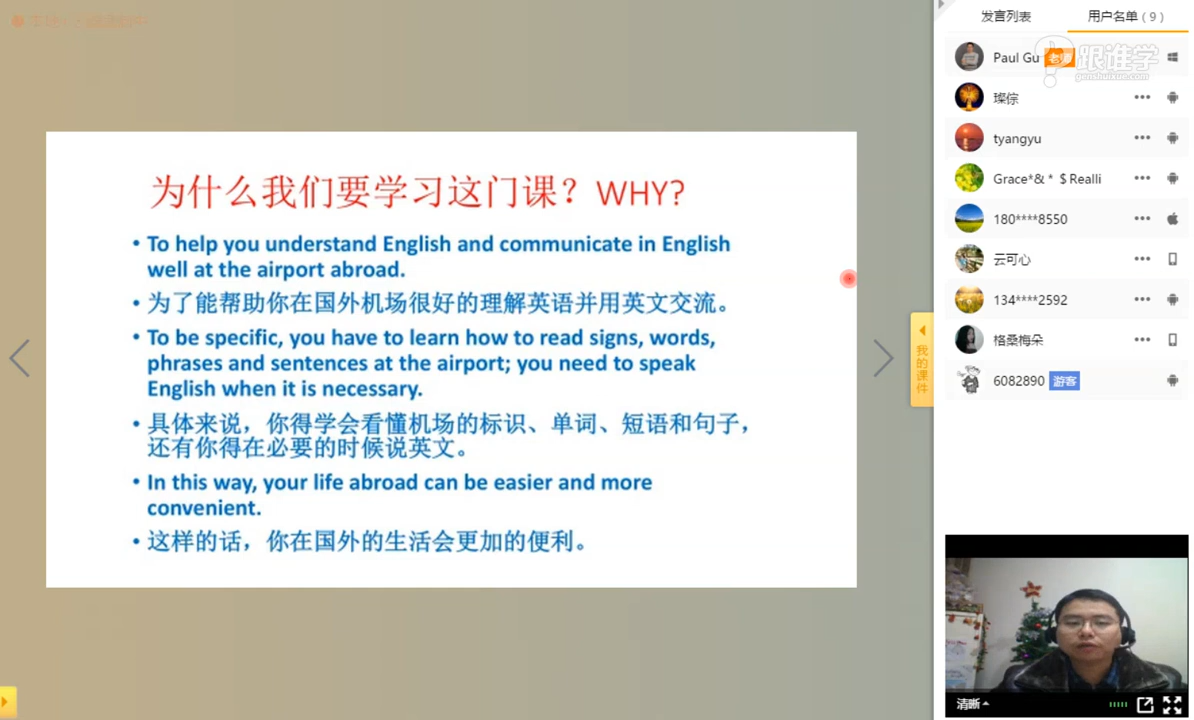 发言列表
用户名单 ( 9 )
Paul Gu 老师
跟谁学
genshuixue.com
璨倧
tyangyu
Grace*& * $ Realli
180****8550
云可心
134****2592
格桑梅朵
6082890 游客
为什么我们要学习这门课？WHY?
• To help you understand English and communicate in English
well at the airport abroad.
• 为了能帮助你在国外机场很好的理解英语并用英文交流。
• To be specific, you have to learn how to read signs, words,
phrases and sentences at the airport; you need to speak
English when it is necessary.
• 具体来说，你得学会看懂机场的标识、单词、短语和句子，
还有你得在必要的时候说英文。
• In this way, your life abroad can be easier and more
convenient.
• 这样的话，你在国外的生活会更加的便利。
我的课件
清晰